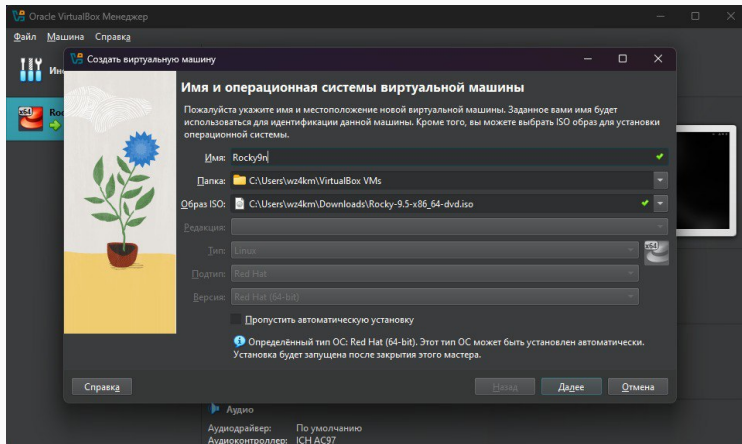 Oracle VirtualBox Менеджер
Файл Машина Справка
Создать виртуальную машину
Имя и операционная системы виртуальной машины
Пожалуйста укажите имя и местоположение новой виртуальной машины. Заданное вами имя будет
использоваться для идентификации данной машины. Кроме того, вы можете выбрать ISO образ для установки
операционной системы.
Имя: Rocky9n
Папка: C:\Users\wz4km\VirtualBox VMs
Образ ISO: C:\Users\wz4km\Downloads\Rocky-9.5-x86_64-dvd.iso
Редакция:
Тип: Linux
x64
Подтип: Red Hat
Версия: Red Hat (64-bit)
Пропустить автоматическую установку
Определённый тип ОС: Red Hat (64-bit). Этот тип ОС может быть установлен автоматически.
Установка будет запущена после закрытия этого мастера.
Справка Назад Далее Отмена
Аудио
Аудиодрайвер: По умолчанию
Аудиоконтроллер: ICH AC97